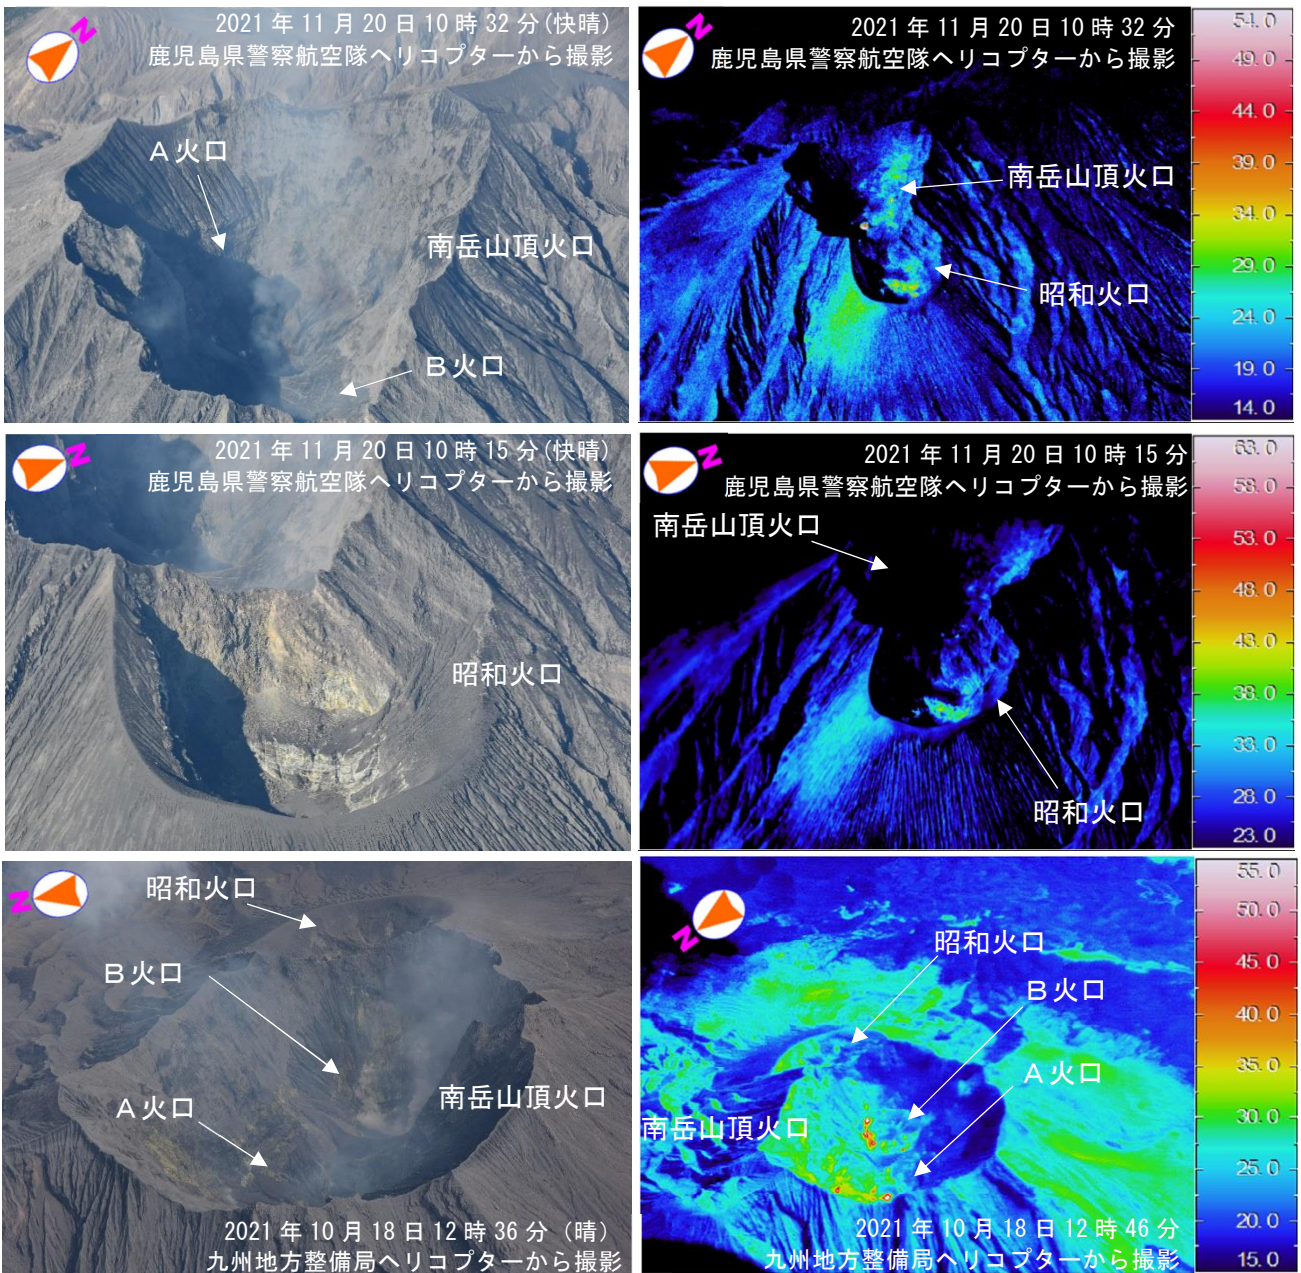 2021年11月20日10時32分(快晴)
鹿児島県警察航空隊ヘリコプターから撮影
N
A火口
南岳山頂火口
B火口
2021年11月20日10時32分
鹿児島県警察航空隊ヘリコプターから撮影
N
南岳山頂火口
昭和火口
54.0
49.0
44.0
39.0
34.0
29.0
24.0
19.0
14.0
2021年11月20日10時15分(快晴)
鹿児島県警察航空隊ヘリコプターから撮影
N
昭和火口
2021年11月20日10時15分
鹿児島県警察航空隊ヘリコプターから撮影
N
南岳山頂火口
昭和火口
63.0
58.0
53.0
48.0
43.0
38.0
33.0
28.0
23.0
N
昭和火口
B火口
A火口
南岳山頂火口
2021年10月18日12時36分（晴）
九州地方整備局ヘリコプターから撮影
N
昭和火口
B火口
A火口
南岳山頂火口
2021年10月18日12時46分
九州地方整備局ヘリコプターから撮影
55.0
50.0
45.0
40.0
35.0
30.0
25.0
20.0
15.0